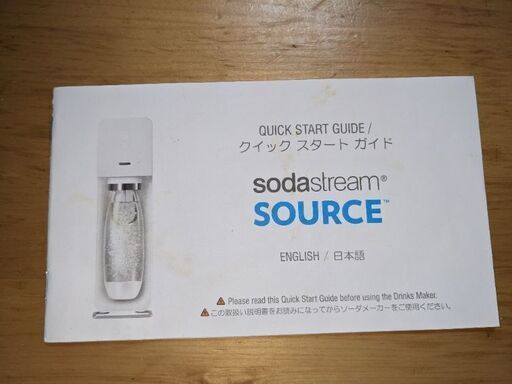 QUICK START GUIDE /
クイック スタート ガイド
sodastream®
SOURCE™
ENGLISH / 日本語
⚠ Please read this Quick Start Guide before using the Drinks Maker.
⚠ この取扱い説明書をお読みになってからソーダメーカーをご使用ください。